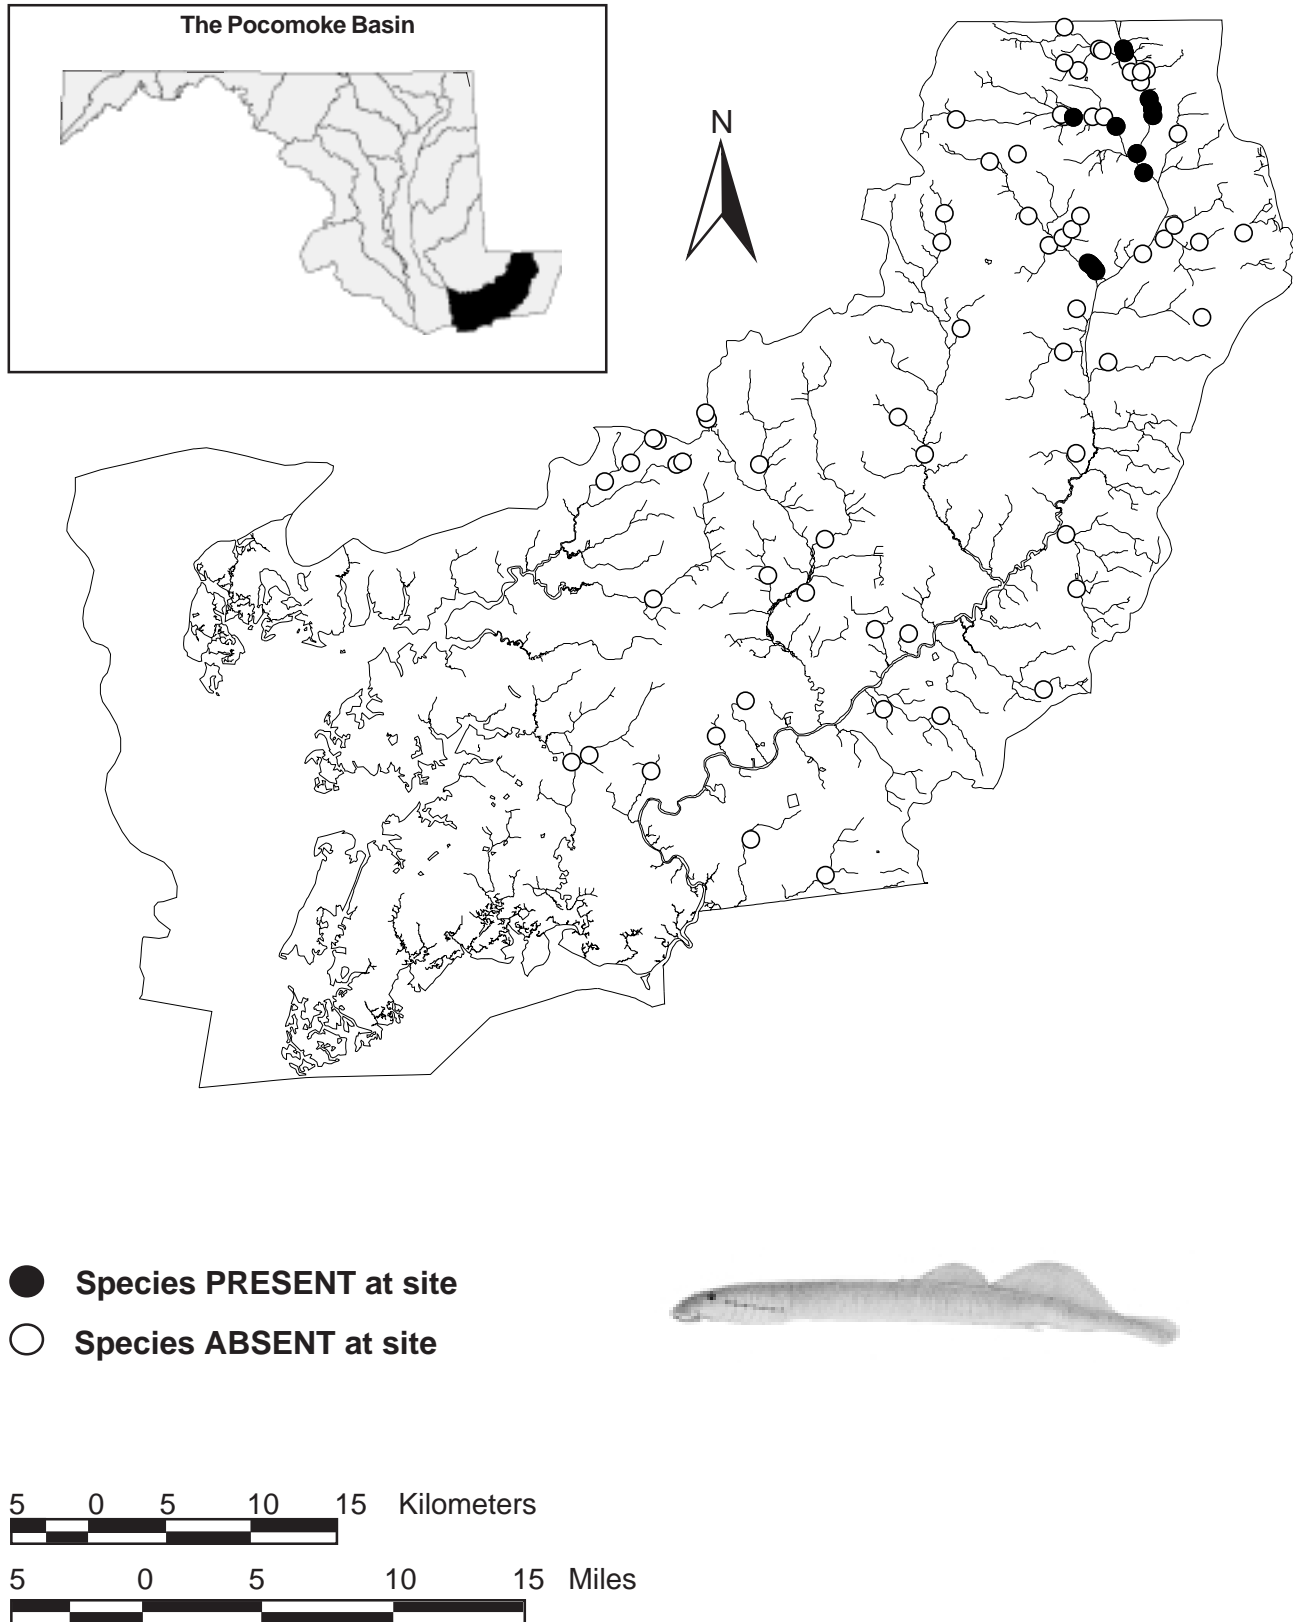 The Pocomoke Basin
N
Species PRESENT at site
Species ABSENT at site
5 0 5 10 15 Kilometers
5 0 5 10 15 Miles